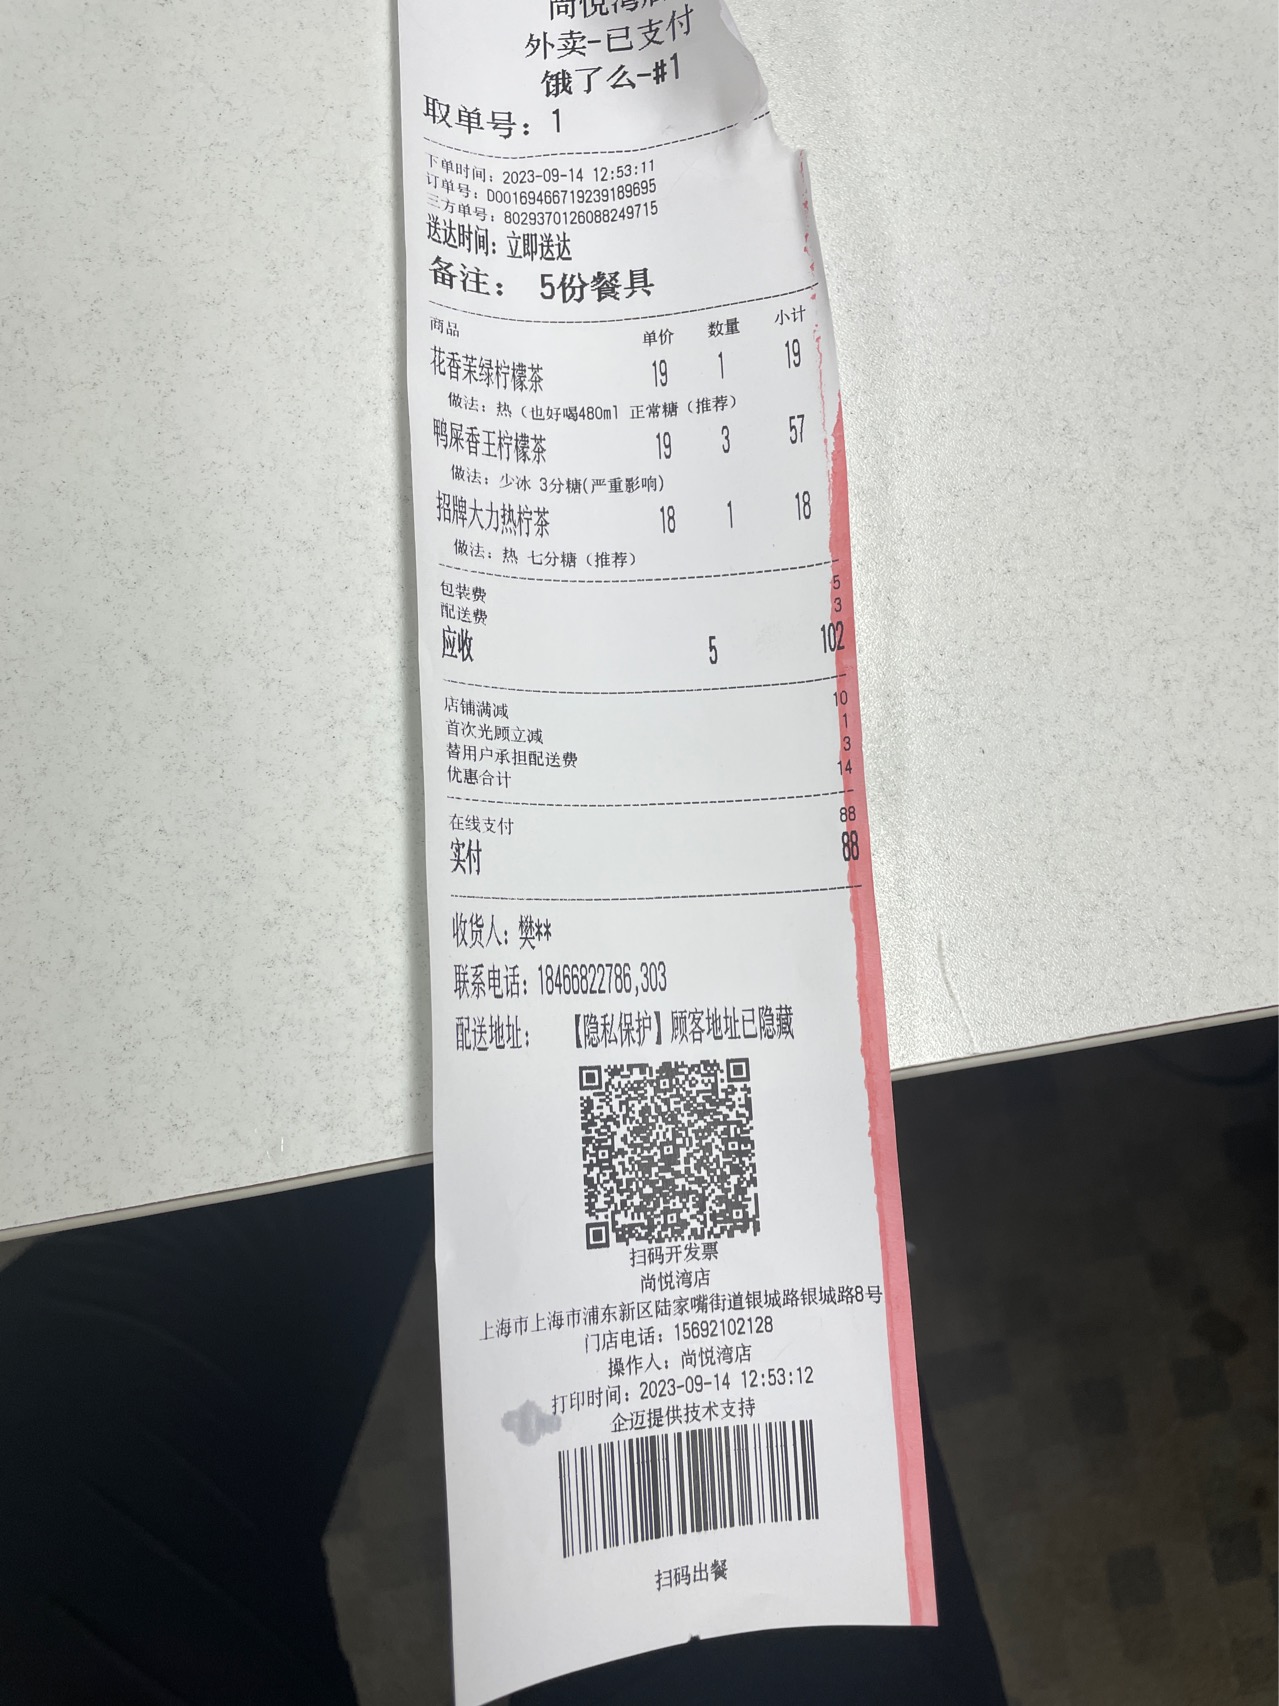 尚悦湾店
外卖-已支付
饿了么-#1
取单号：1
下单时间：2023-09-14 12:53:11
订单号：D00169466719239189695
三方单号：8029370126088249715
送达时间：立即送达
备注： 5份餐具
商品 单价 数量 小计
花香茉绿柠檬茶 19 1 19
做法：热（也好喝480ml 正常糖（推荐）
鸭屎香王柠檬茶 19 3 57
做法：少冰 3分糖(严重影响)
招牌大力热柠茶 18 1 18
做法：热 七分糖（推荐）
包装费 5
配送费 3
应收 5 102
店铺满减 10
首次光顾立减 1
替用户承担配送费 3
优惠合计 14
在线支付 88
实付 88
收货人：樊**
联系电话：18466822786,303
配送地址： 【隐私保护】顾客地址已隐藏
扫码开发票
尚悦湾店
上海市上海市浦东新区陆家嘴街道银城路银城路8号
门店电话：15692102128
操作人：尚悦湾店
打印时间：2023-09-14 12:53:12
企迈提供技术支持
扫码出餐